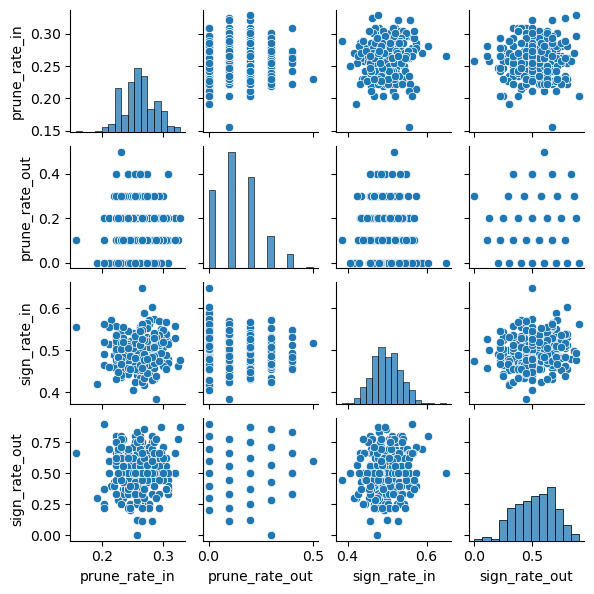 prune_rate_in
0.30
0.25
0.20
0.15
prune_rate_out
0.4
0.2
0.0
sign_rate_in
0.6
0.5
0.4
sign_rate_out
0.75
0.50
0.25
0.00
0.2 0.3 0.0 0.5 0.4 0.6 0.0 0.5
prune_rate_in prune_rate_out sign_rate_in sign_rate_out